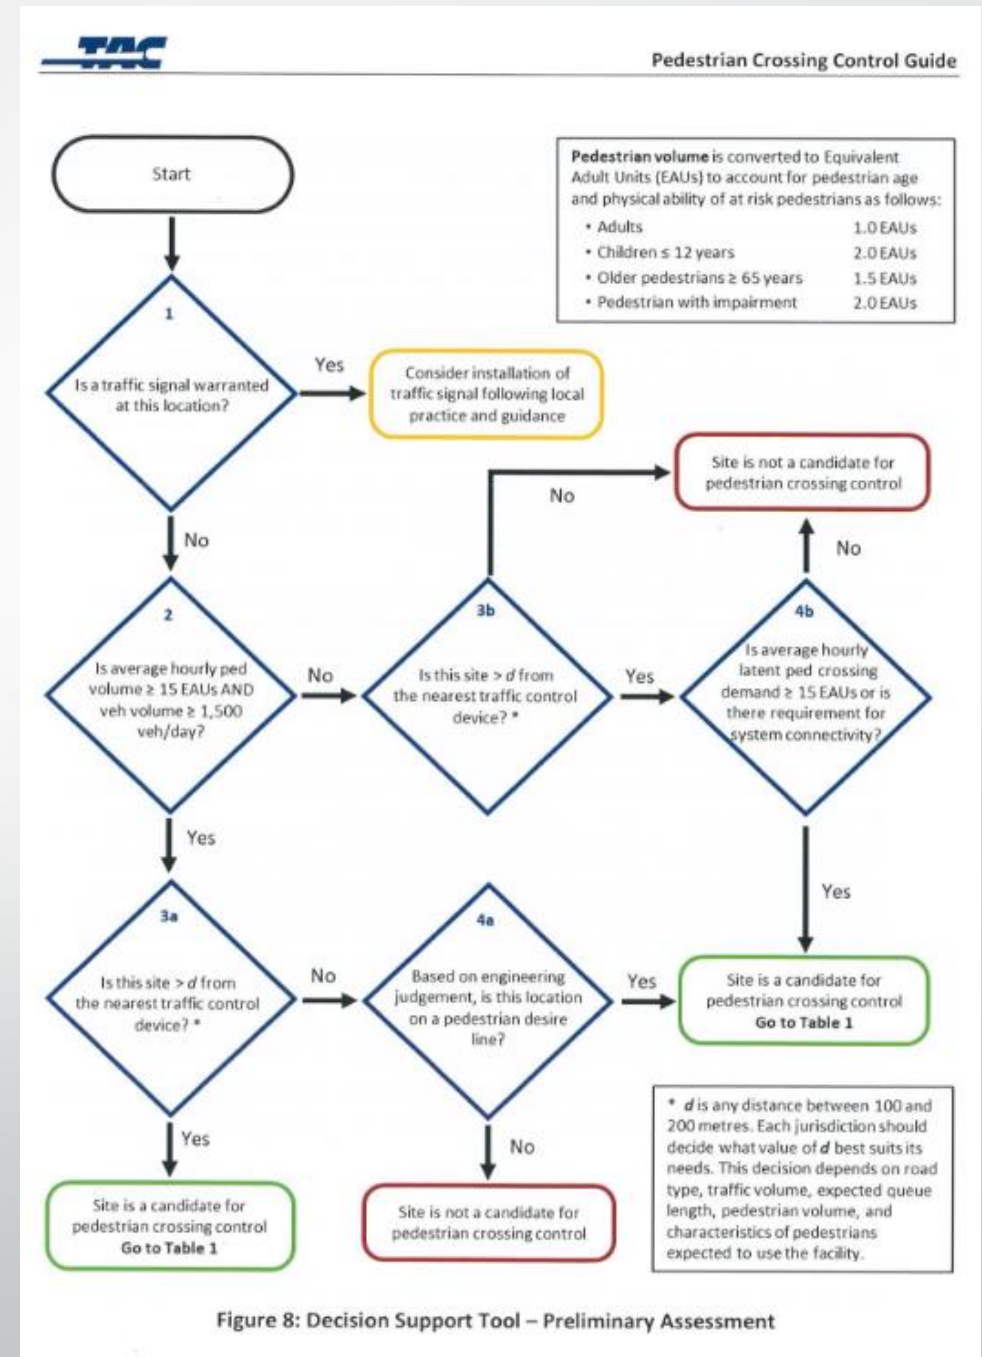 TAC
Pedestrian Crossing Control Guide
Start
Pedestrian volume is converted to Equivalent
Adult Units (EAUs) to account for pedestrian age
and physical ability of at risk pedestrians as follows:
• Adults 1.0 EAUs
• Children ≤ 12 years 2.0 EAUs
• Older pedestrians ≥ 65 years 1.5 EAUs
• Pedestrian with impairment 2.0 EAUs
1
Is a traffic signal warranted
at this location?
Yes
Consider installation of
traffic signal following local
practice and guidance
Site is not a candidate for
pedestrian crossing control
No
No
No
2
Is average hourly ped
volume ≥ 15 EAUs AND
veh volume ≥ 1,500
veh/day?
No
3b
Is this site > d from
the nearest traffic control
device? *
Yes
4b
Is average hourly
latent ped crossing
demand ≥ 15 EAUs or is
there requirement for
system connectivity?
Yes
Yes
3a
Is this site > d from
the nearest traffic control
device? *
No
4a
Based on engineering
judgement, is this location
on a pedestrian desire
line?
Yes
Site is a candidate for
pedestrian crossing control
Go to Table 1
Yes
No
Site is a candidate for
pedestrian crossing control
Go to Table 1
Site is not a candidate for
pedestrian crossing control
* d is any distance between 100 and
200 metres. Each jurisdiction should
decide what value of d best suits its
needs. This decision depends on road
type, traffic volume, expected queue
length, pedestrian volume, and
characteristics of pedestrians
expected to use the facility.
Figure 8: Decision Support Tool – Preliminary Assessment